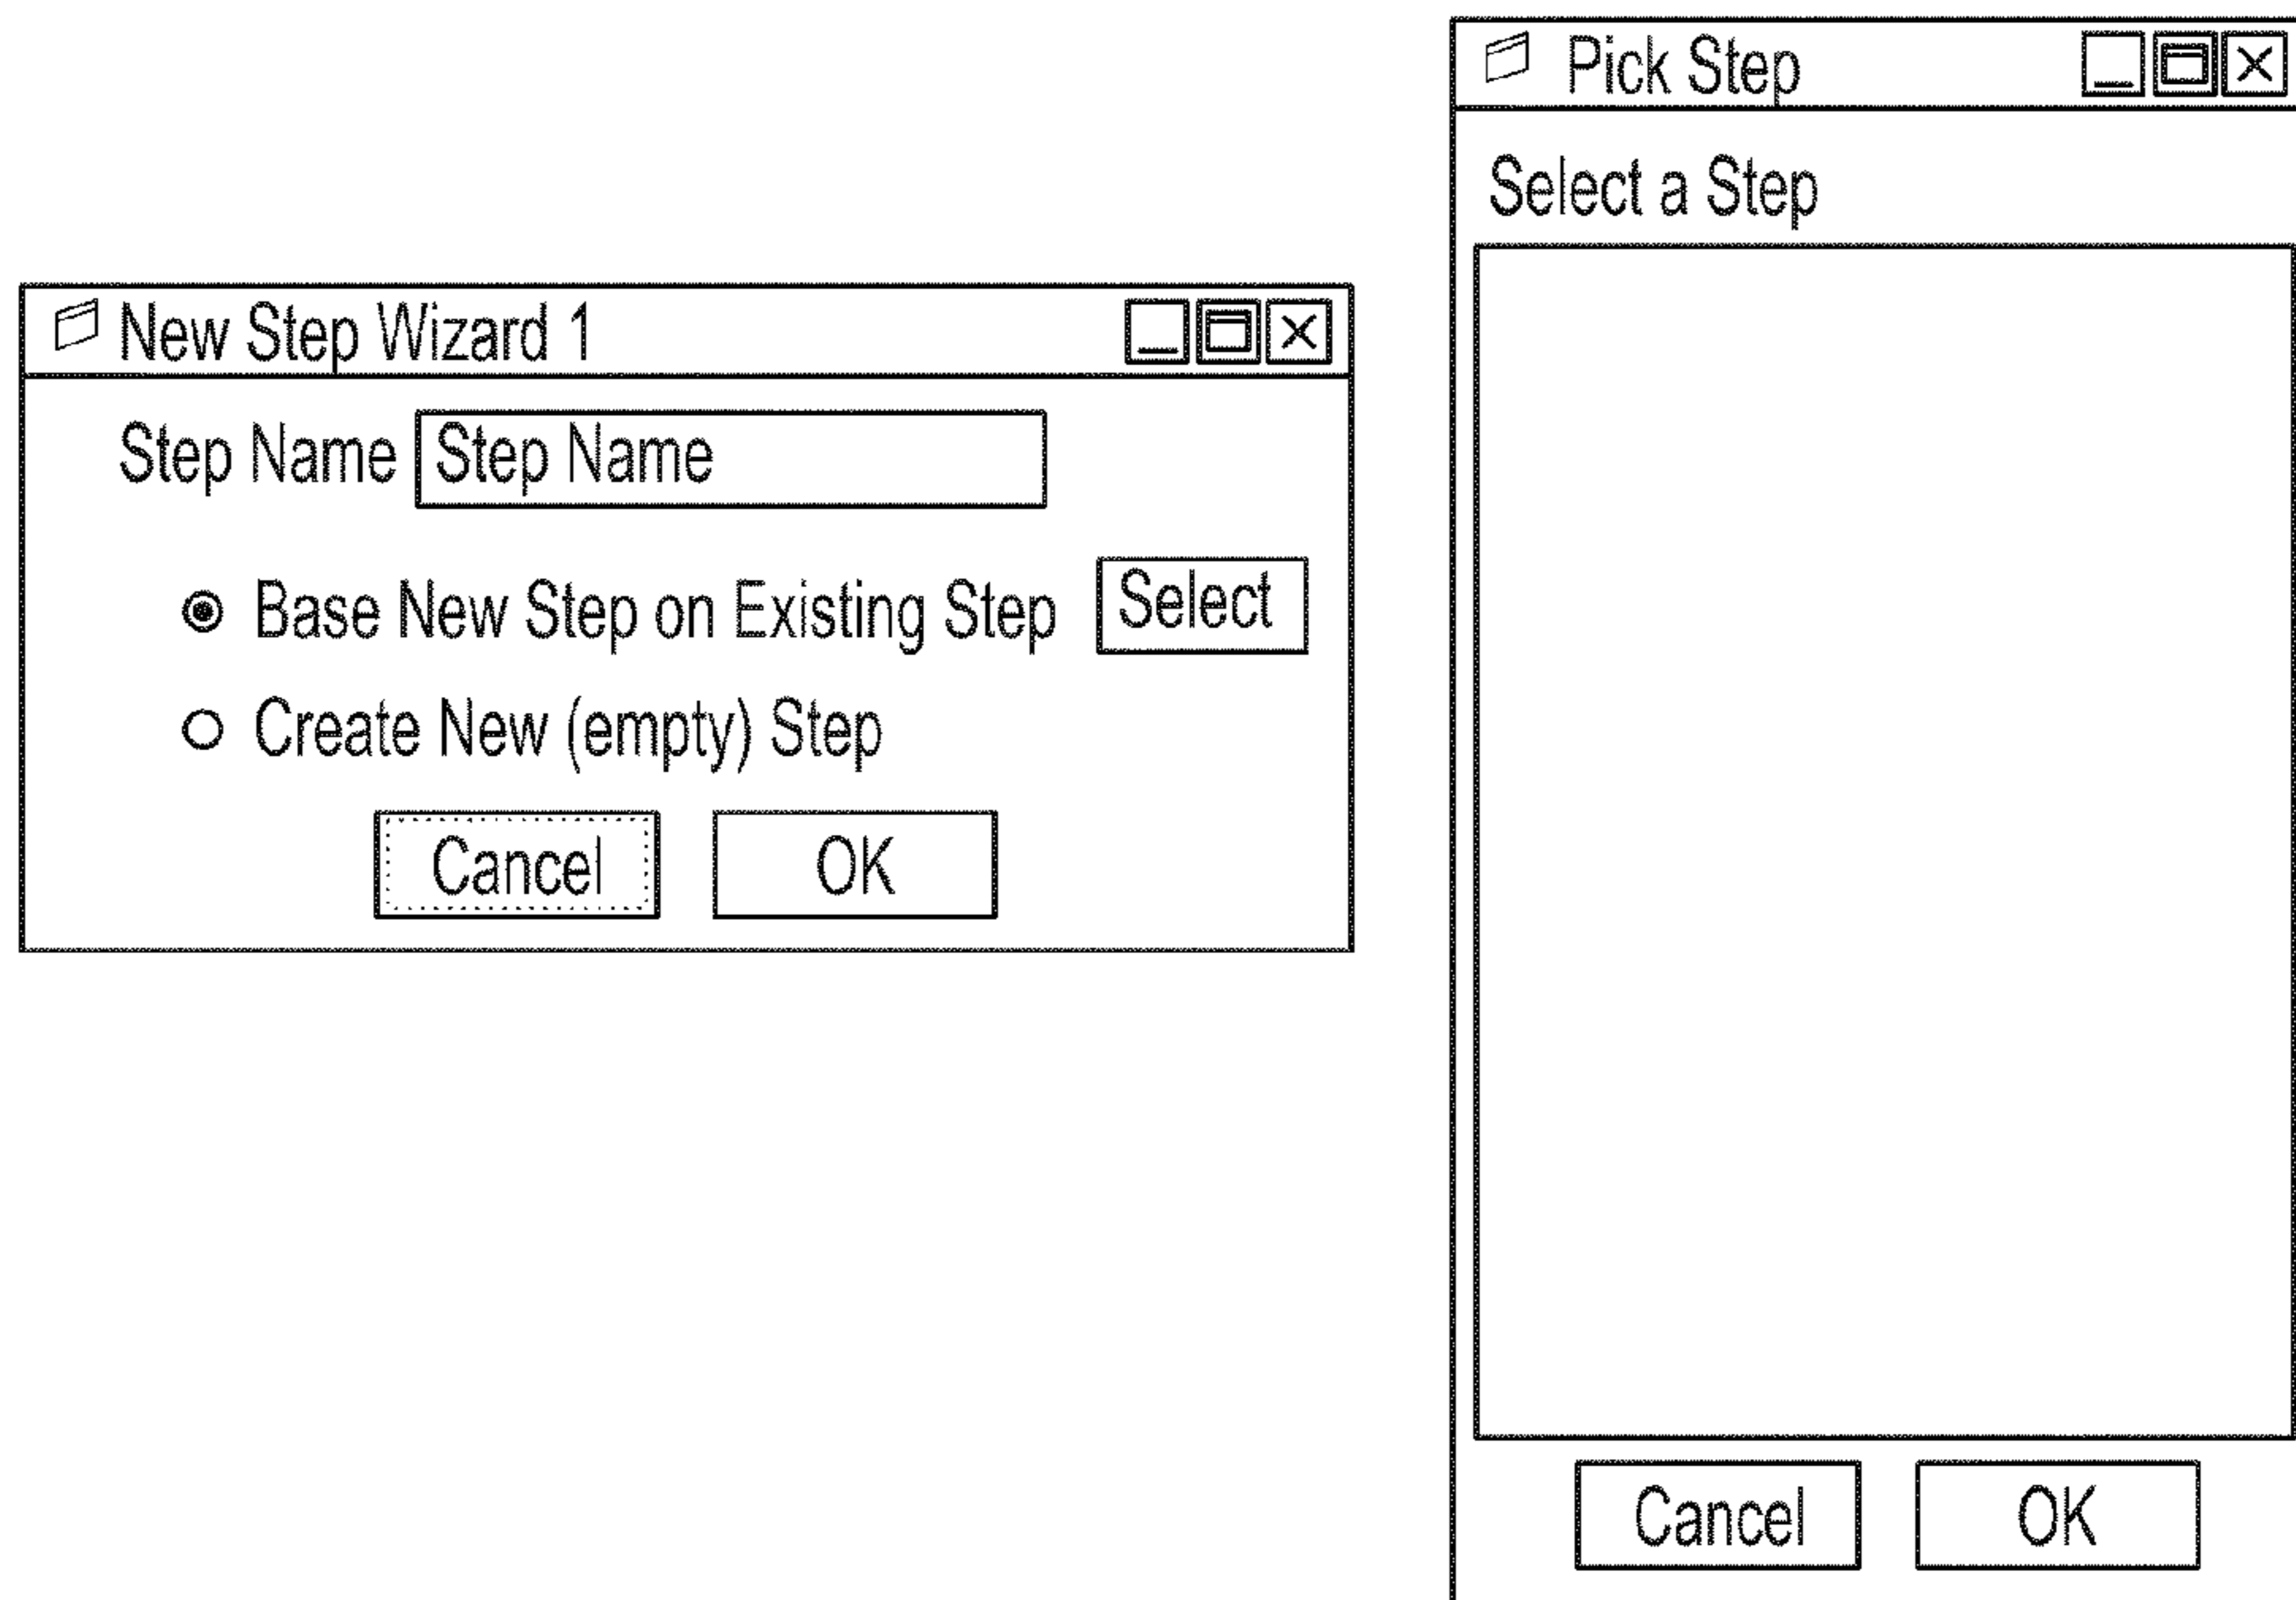 New Step Wizard 1
Step Name Step Name
Base New Step on Existing Step Select
Create New (empty) Step
Cancel OK
Pick Step
Select a Step
Cancel OK